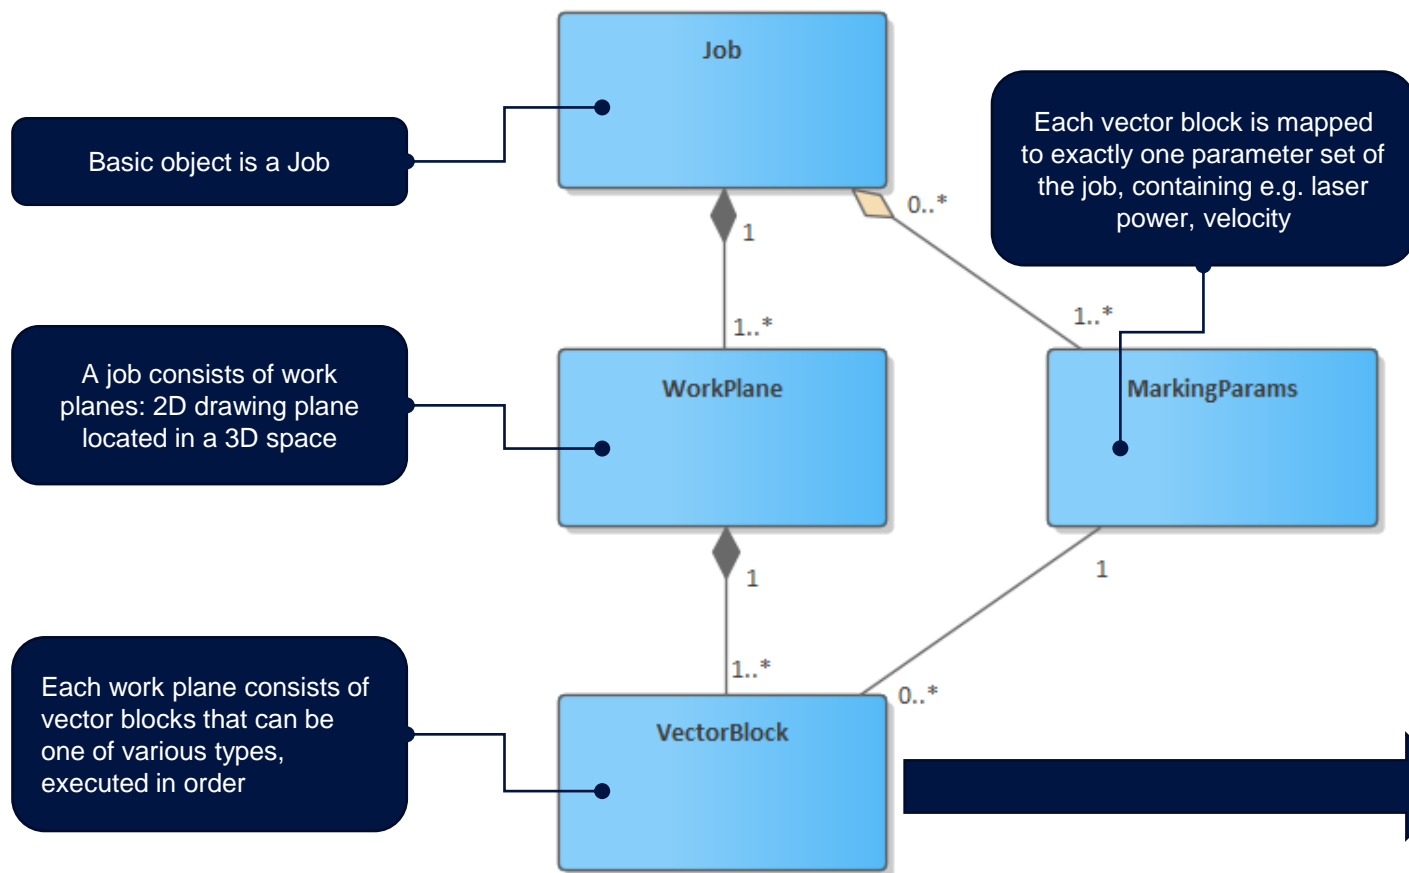 Job
Basic object is a Job
Each vector block is mapped
to exactly one parameter set of
the job, containing e.g. laser
power, velocity
0..*
1
1..*
1..*
A job consists of work
planes: 2D drawing plane
located in a 3D space
WorkPlane
MarkingParams
1
1
1..*
0..*
Each work plane consists of
vector blocks that can be
one of various types,
executed in order
VectorBlock